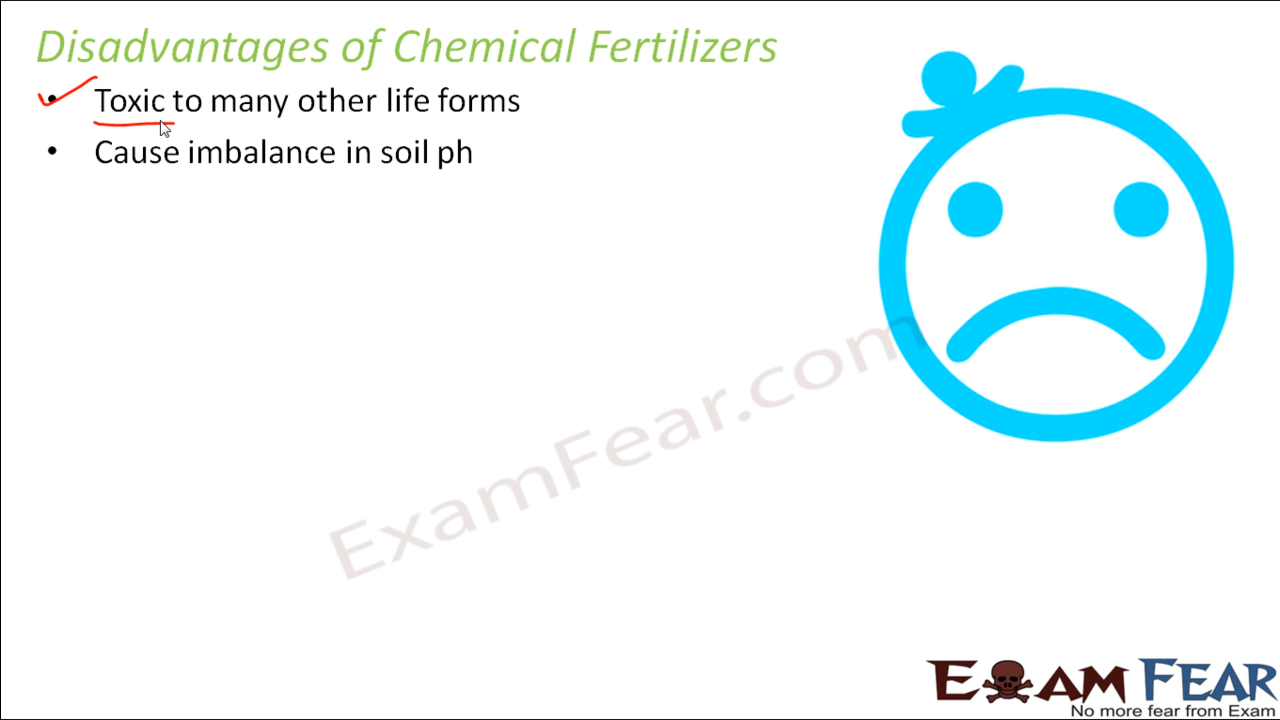 Disadvantages of Chemical Fertilizers
• Toxic to many other life forms
• Cause imbalance in soil ph
ExamFear.com
EXAM FEAR
No more fear from Exam